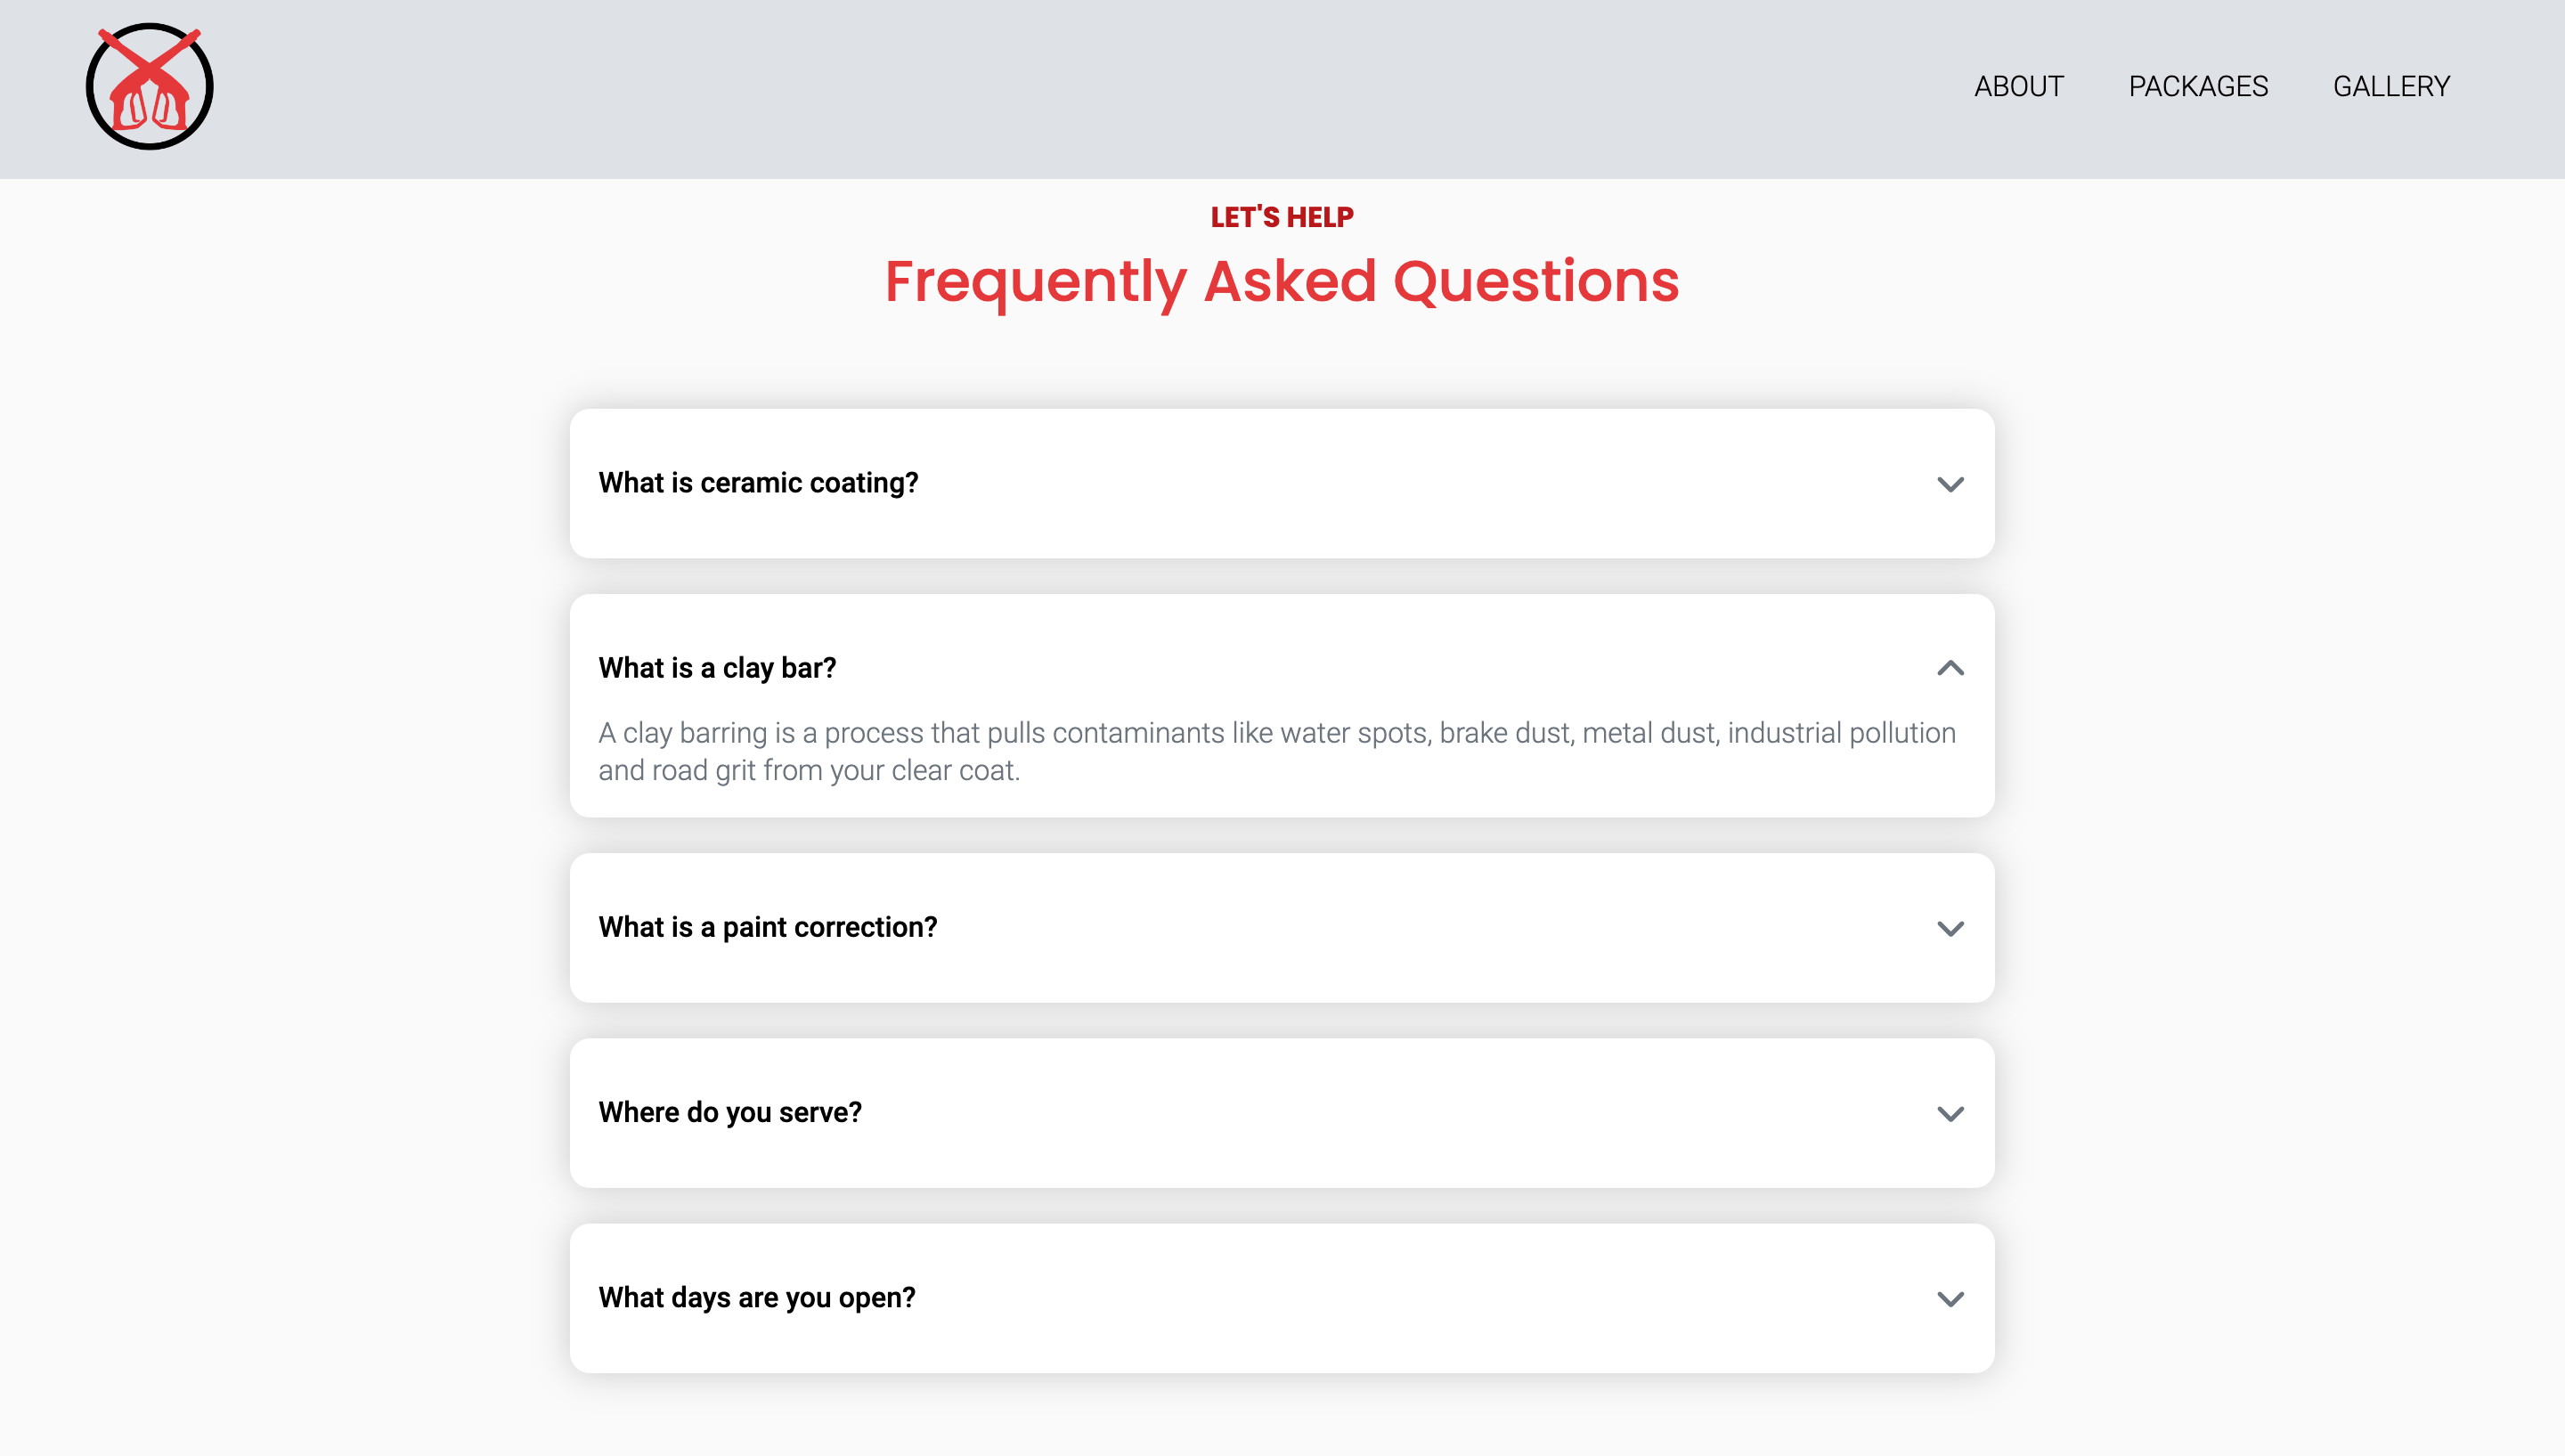 ABOUT PACKAGES GALLERY
LET'S HELP
Frequently Asked Questions
What is ceramic coating?
What is a clay bar?
A clay barring is a process that pulls contaminants like water spots, brake dust, metal dust, industrial pollution
and road grit from your clear coat.
What is a paint correction?
Where do you serve?
What days are you open?